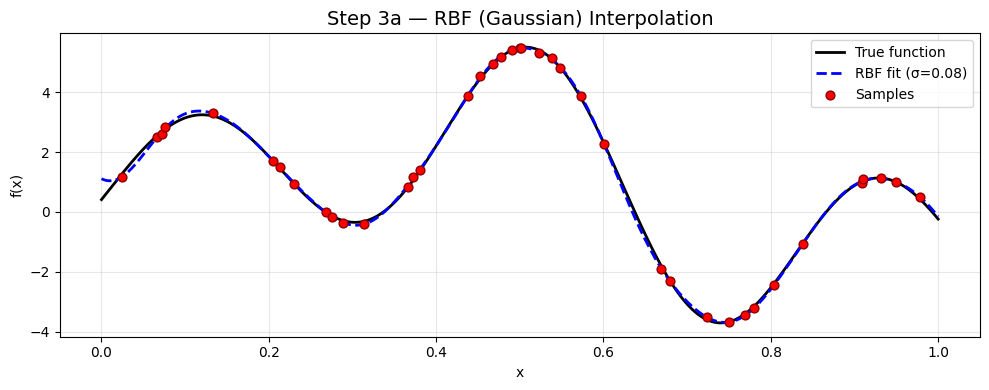 Step 3a — RBF (Gaussian) Interpolation
True function
RBF fit (σ=0.08)
Samples
f(x)
4
2
0
−2
−4
0.0 0.2 0.4 0.6 0.8 1.0
x